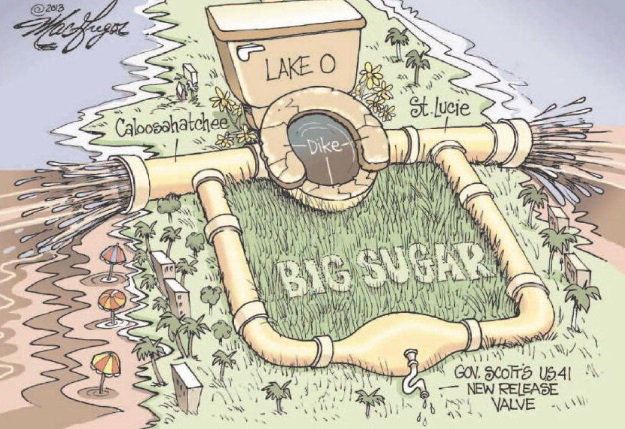 ©2013
MacGregor
LAKE O
Caloosahatchee
St. Lucie
Dike
BIG SUGAR
GOV. SCOTT'S US41
NEW RELEASE
VALVE